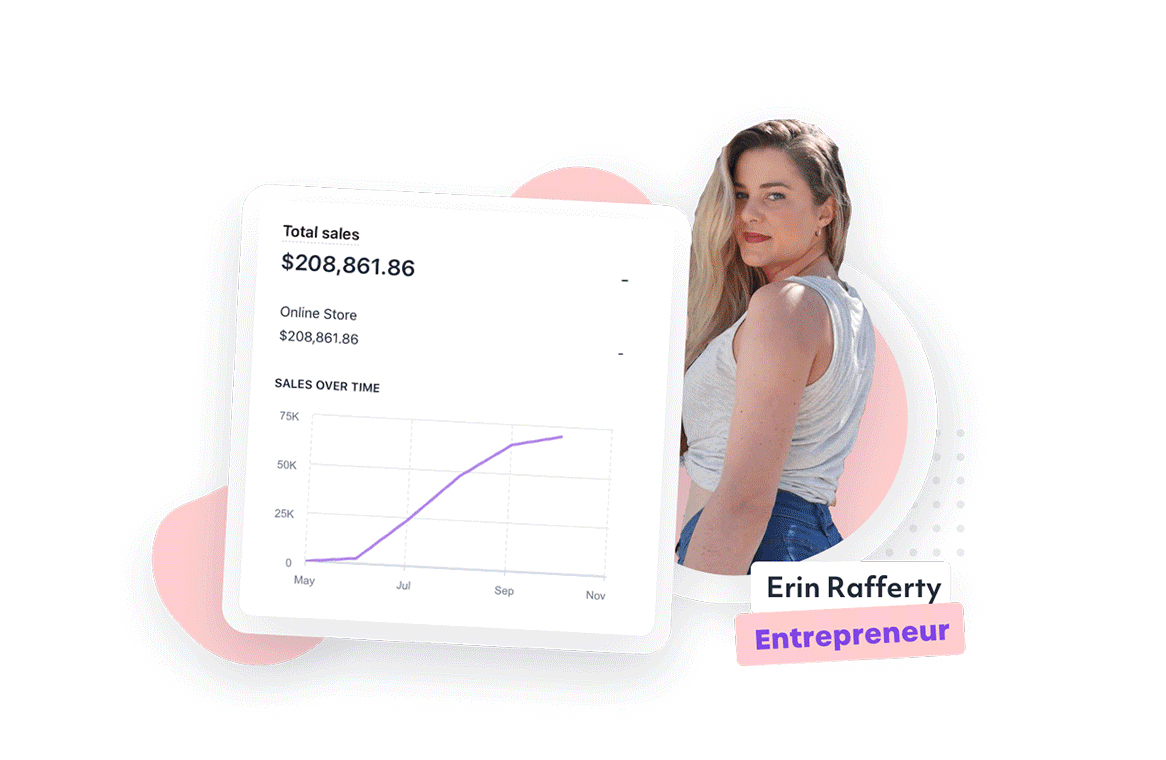 Total sales
$208,861.86
-
Online Store
$208,861.86
-
SALES OVER TIME
75K
50K
25K
0
May Jul Sep Nov
Erin Rafferty
Entrepreneur